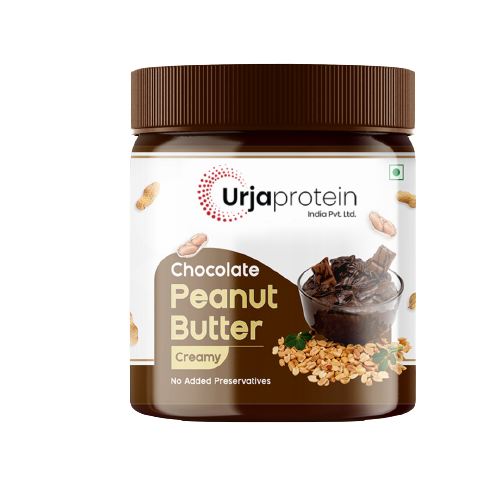 Urjaprotein
India Pvt. Ltd.
Chocolate
Peanut
Butter
Creamy
No Added Preservatives